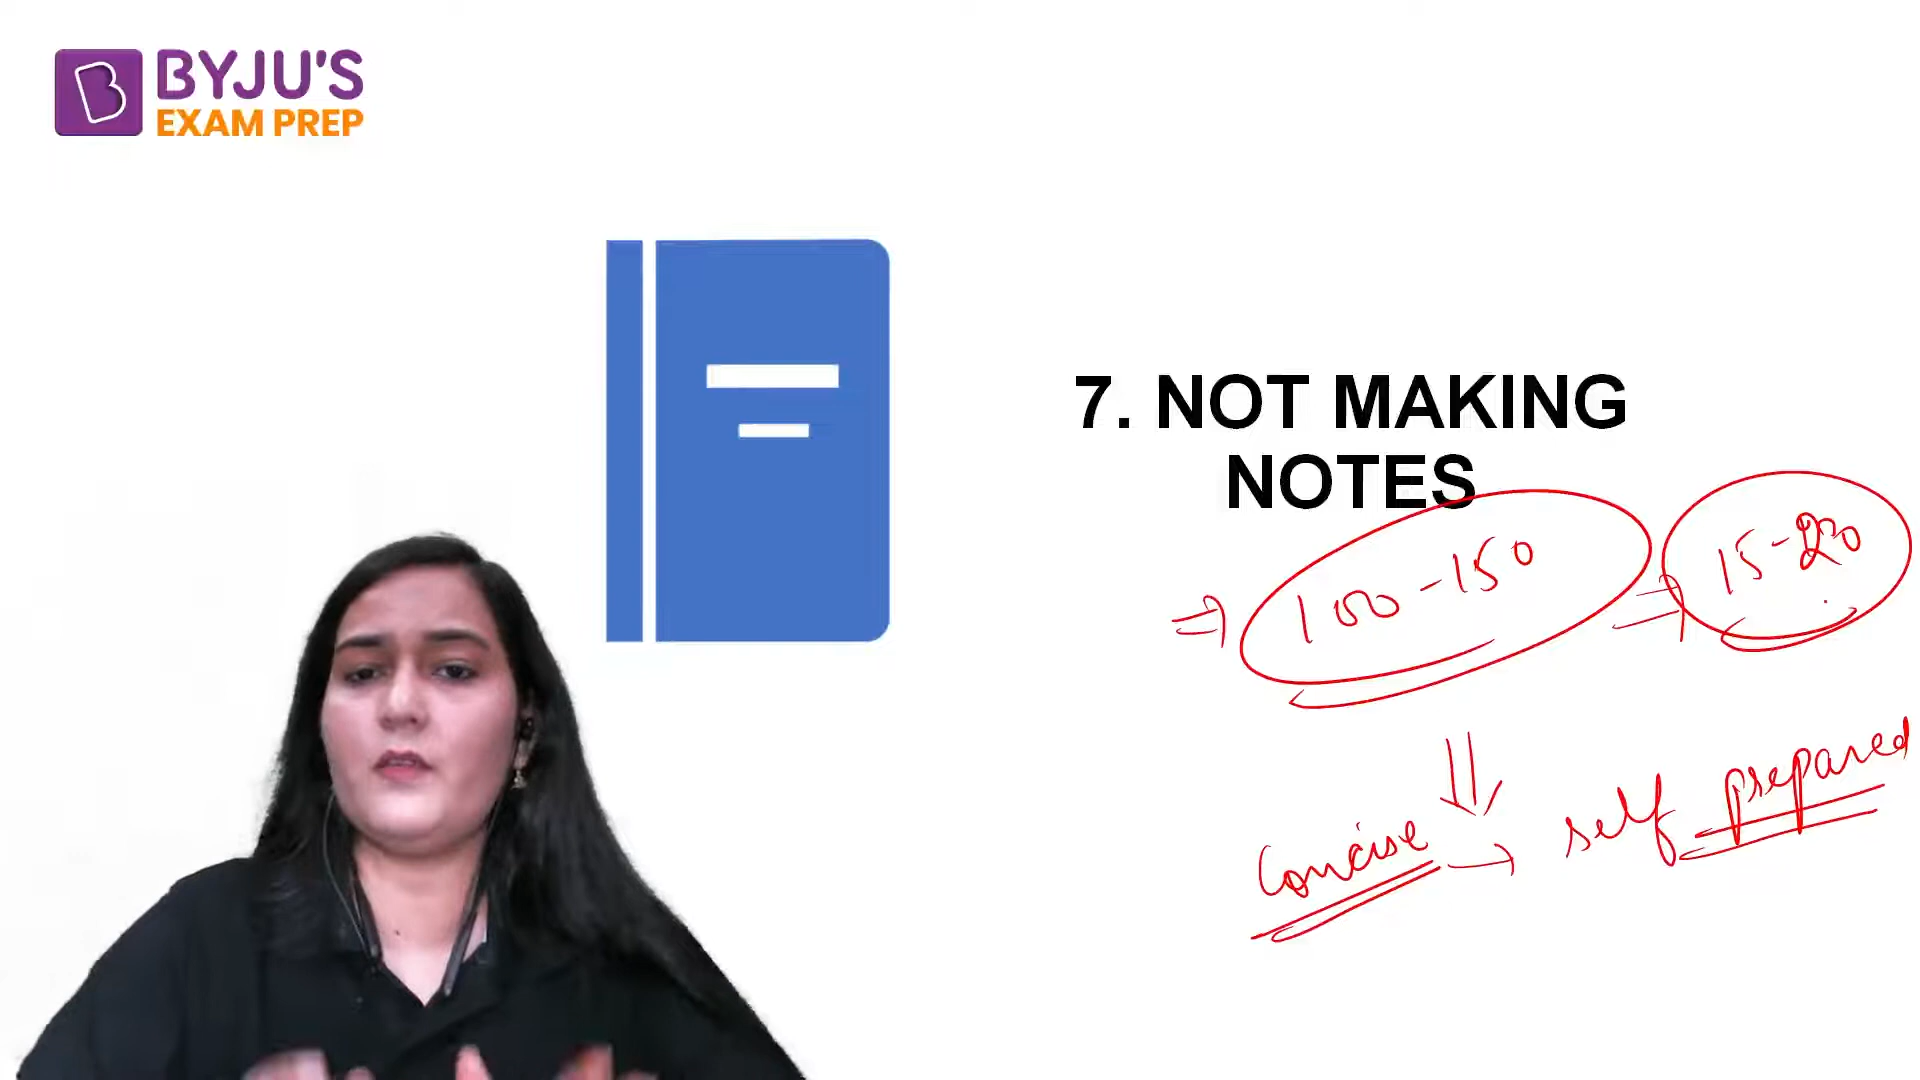 BYJU'S
EXAM PREP
7. NOT MAKING
NOTES
⇒ 100-150 ⇒ 15-20
concise → self prepared